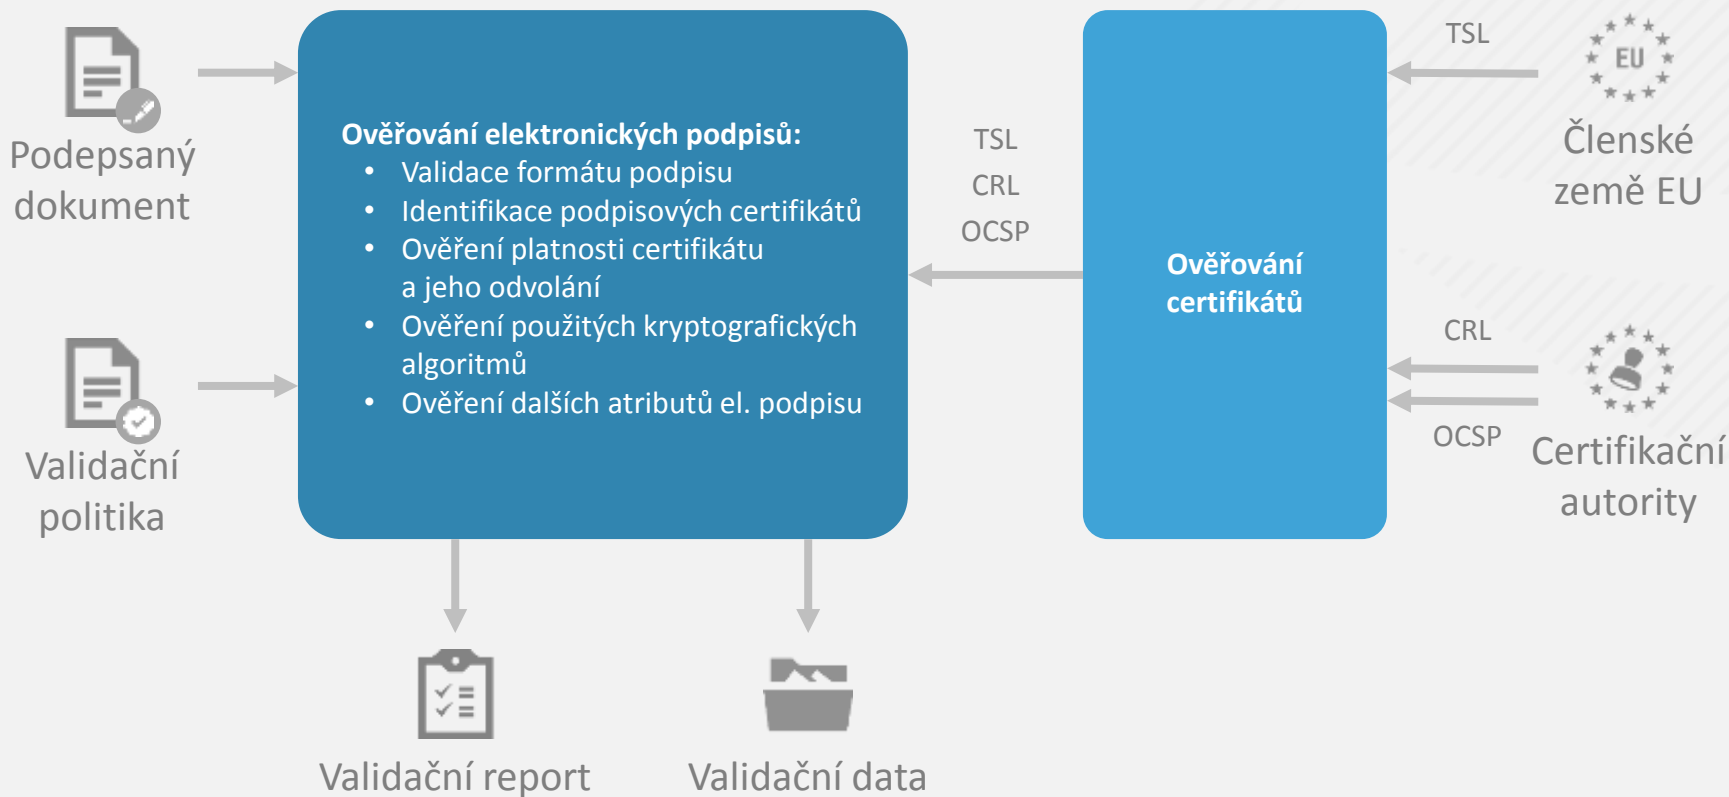 Podepsaný
dokument
Validační
politika
Ověřování elektronických podpisů:
• Validace formátu podpisu
• Identifikace podpisových certifikátů
• Ověření platnosti certifikátu
a jeho odvolání
• Ověření použitých kryptografických
algoritmů
• Ověření dalších atributů el. podpisu
TSL
CRL
OCSP
Ověřování
certifikátů
TSL
EU
Členské
země EU
CRL
OCSP
Certifikační
autority
Validační report
Validační data